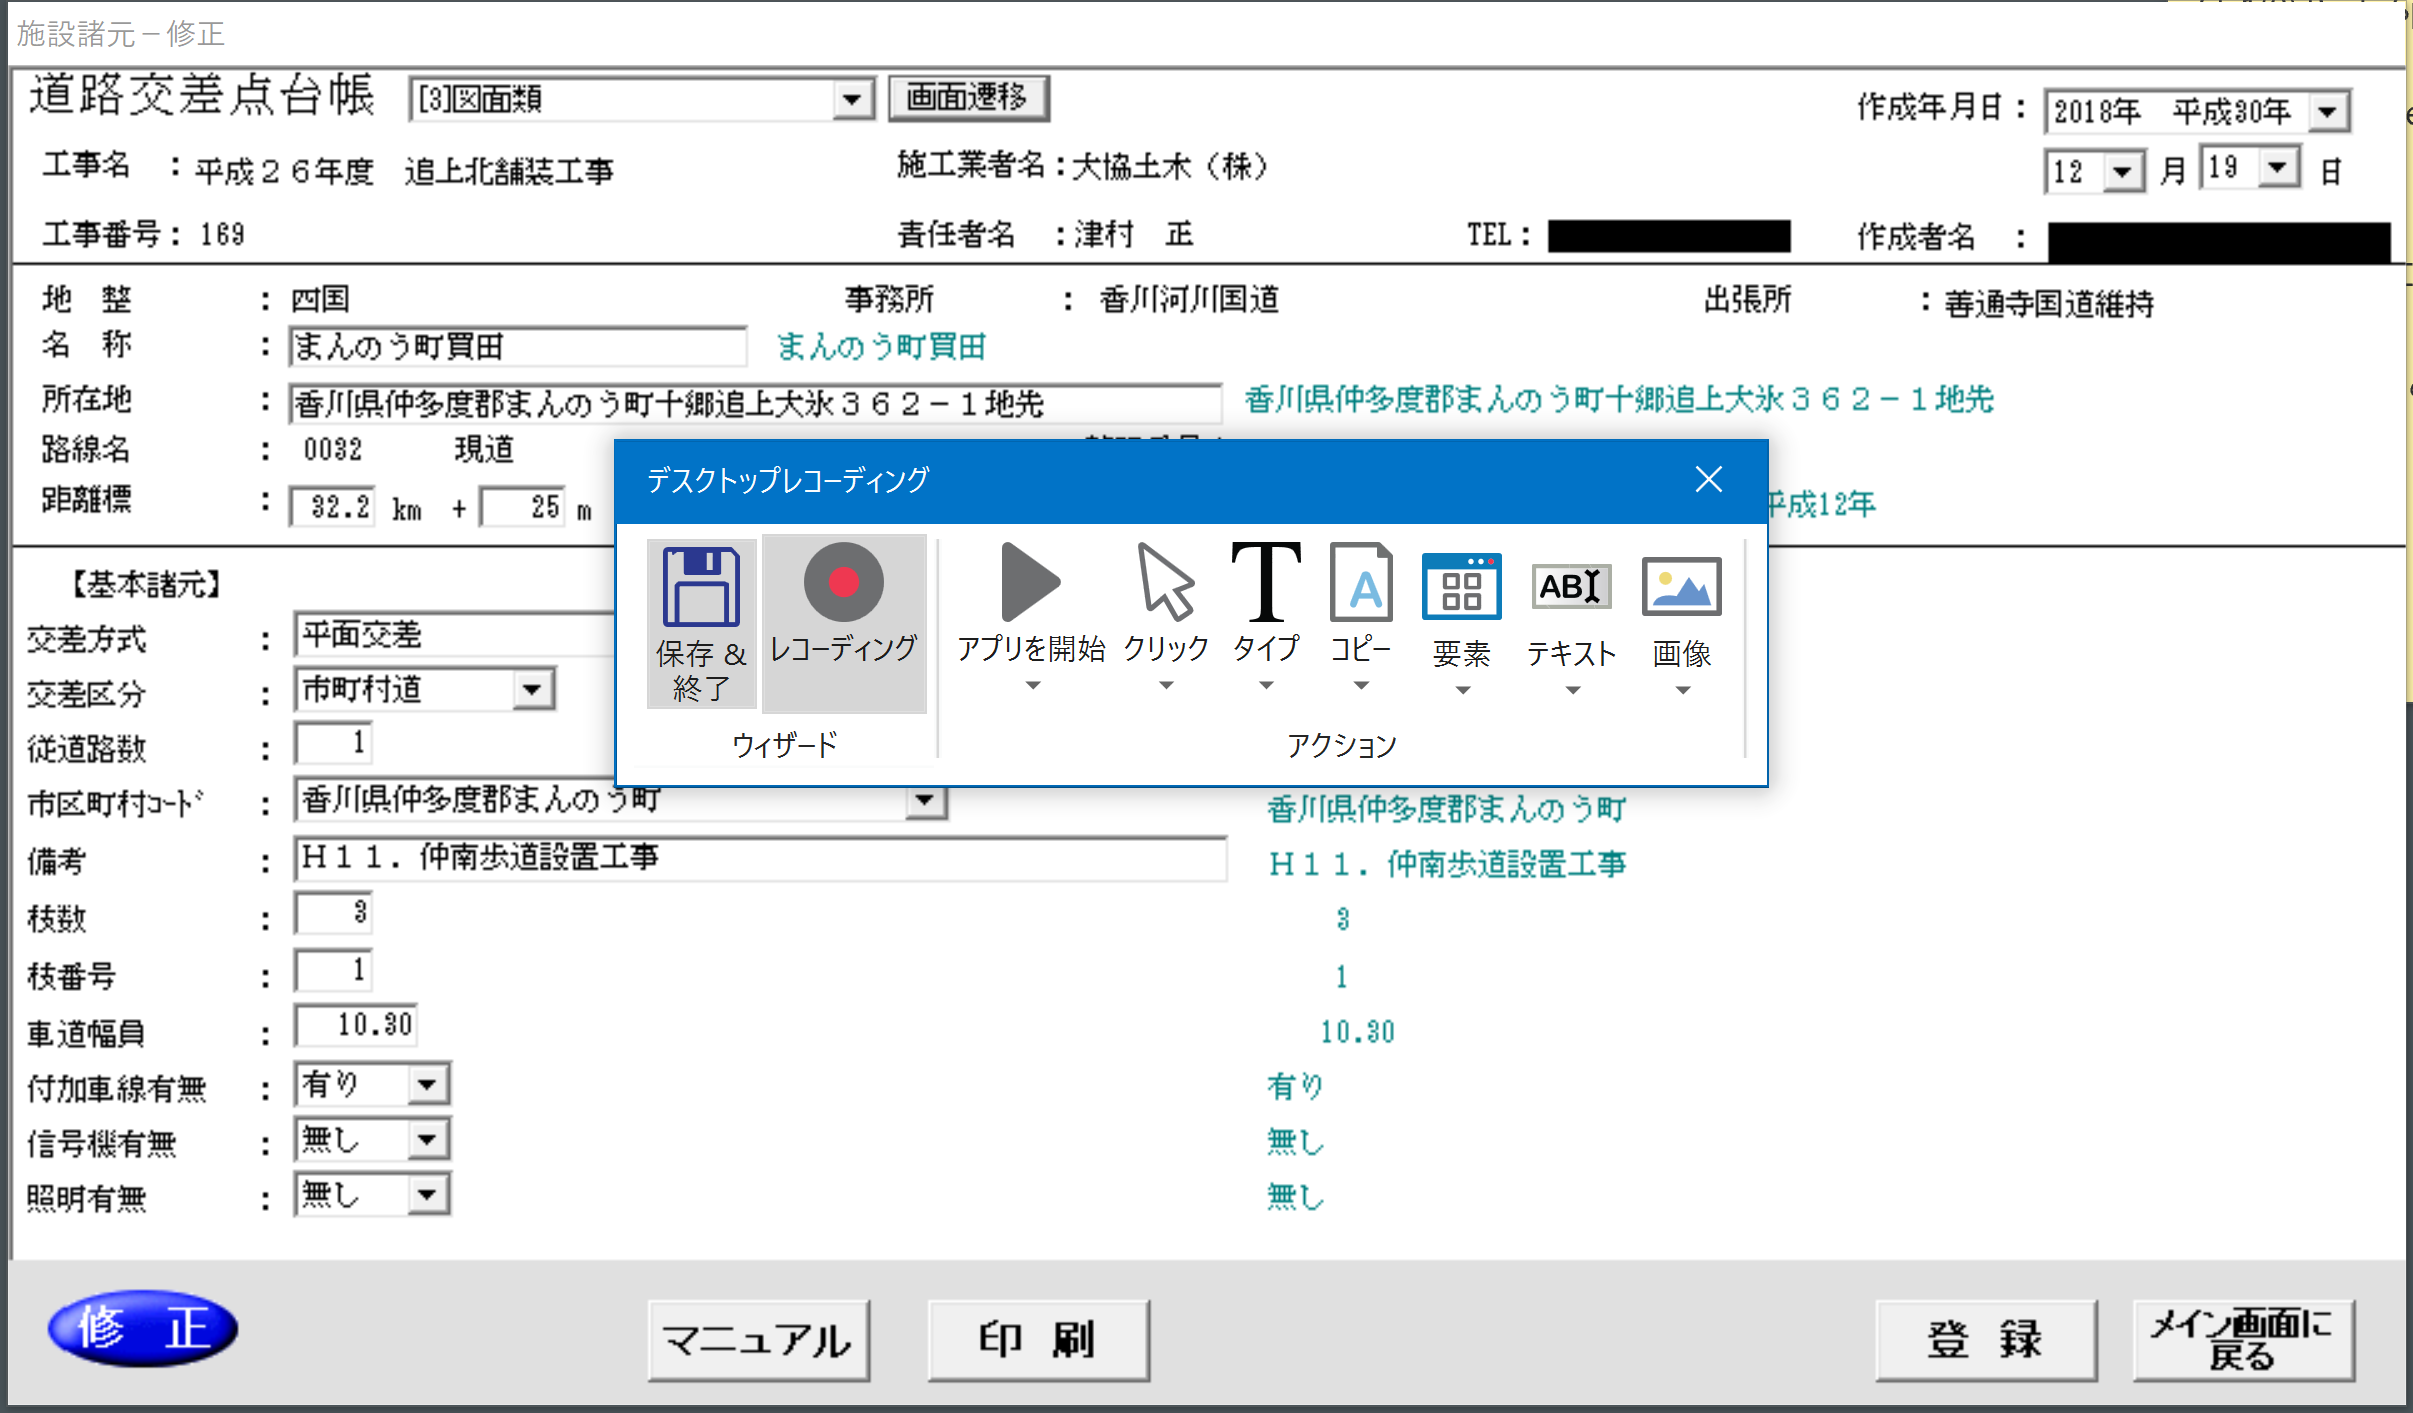 施設諸元－修正
道路交差点台帳 [3]図面類 画面遷移
作成年月日： 2018年 平成30年
12 月 19 日
工事名 ：平成２６年度 追上北舗装工事 施工業者名：大協土木（株）
工事番号：169 責任者名 ：津村 正 TEL： 作成者名 ：
地 整 ：四国 事務所 ：香川河川国道 出張所 ：善通寺国道維持
名 称 ：まんのう町買田 まんのう町買田
所在地 ：香川県仲多度郡まんのう町十郷追上大氷３６２－１地先 香川県仲多度郡まんのう町十郷追上大氷３６２－１地先
路線名 ：0032 現道
距離標 ：32.2 km + 25 m 平成12年
デスクトップレコーディング
保存 & 終了
レコーディング
アプリを開始 クリック タイプ コピー 要素 テキスト 画像
ABI
ウィザード アクション
【基本諸元】
交差方式 ：平面交差
交差区分 ：市町村道
従道路数 ：1
市区町村ｺｰﾄﾞ ：香川県仲多度郡まんのう町 香川県仲多度郡まんのう町
備考 ：Ｈ１１．仲南歩道設置工事 Ｈ１１．仲南歩道設置工事
枝数 ：3 3
枝番号 ：1 1
車道幅員 ：10.30 10.30
付加車線有無 ：有り 有り
信号機有無 ：無し 無し
照明有無 ：無し 無し
修 正 マニュアル 印 刷 登 録 メイン画面に
戻る